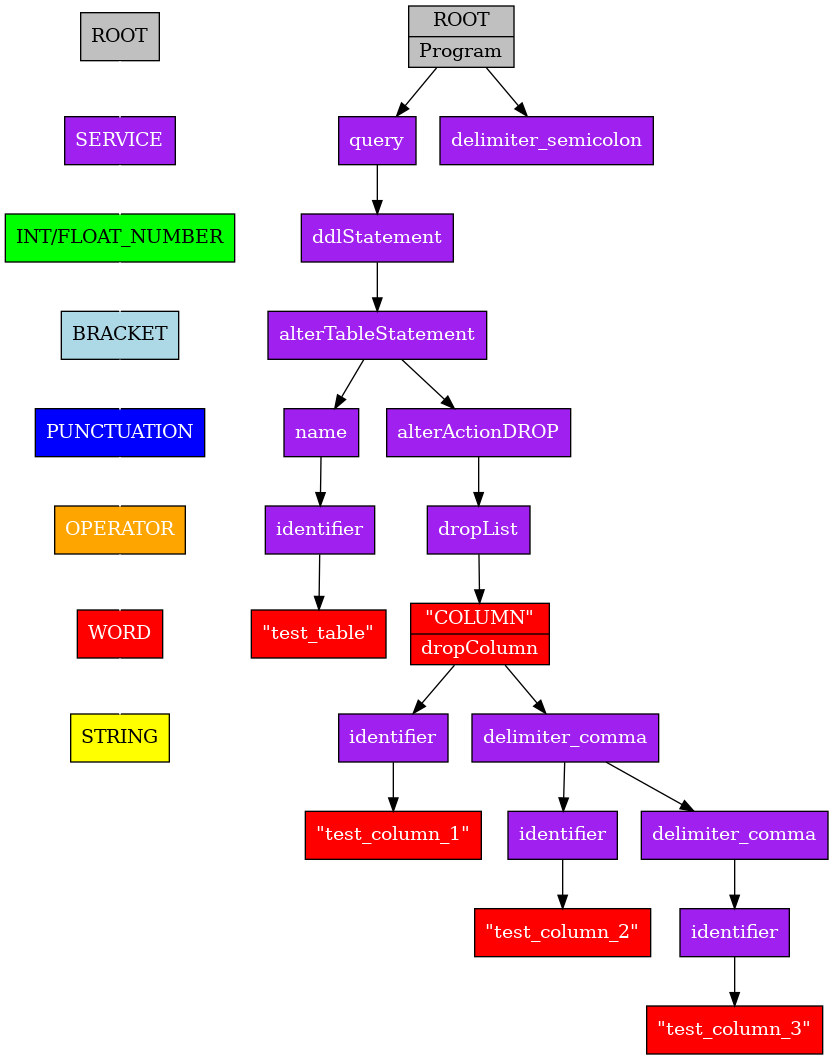 ROOT
SERVICE
INT/FLOAT_NUMBER
BRACKET
PUNCTUATION
OPERATOR
WORD
STRING
ROOT
Program
query
delimiter_semicolon
ddlStatement
alterTableStatement
name
alterActionDROP
identifier
dropList
"test_table"
"COLUMN"
dropColumn
identifier
delimiter_comma
"test_column_1"
identifier
delimiter_comma
"test_column_2"
identifier
"test_column_3"